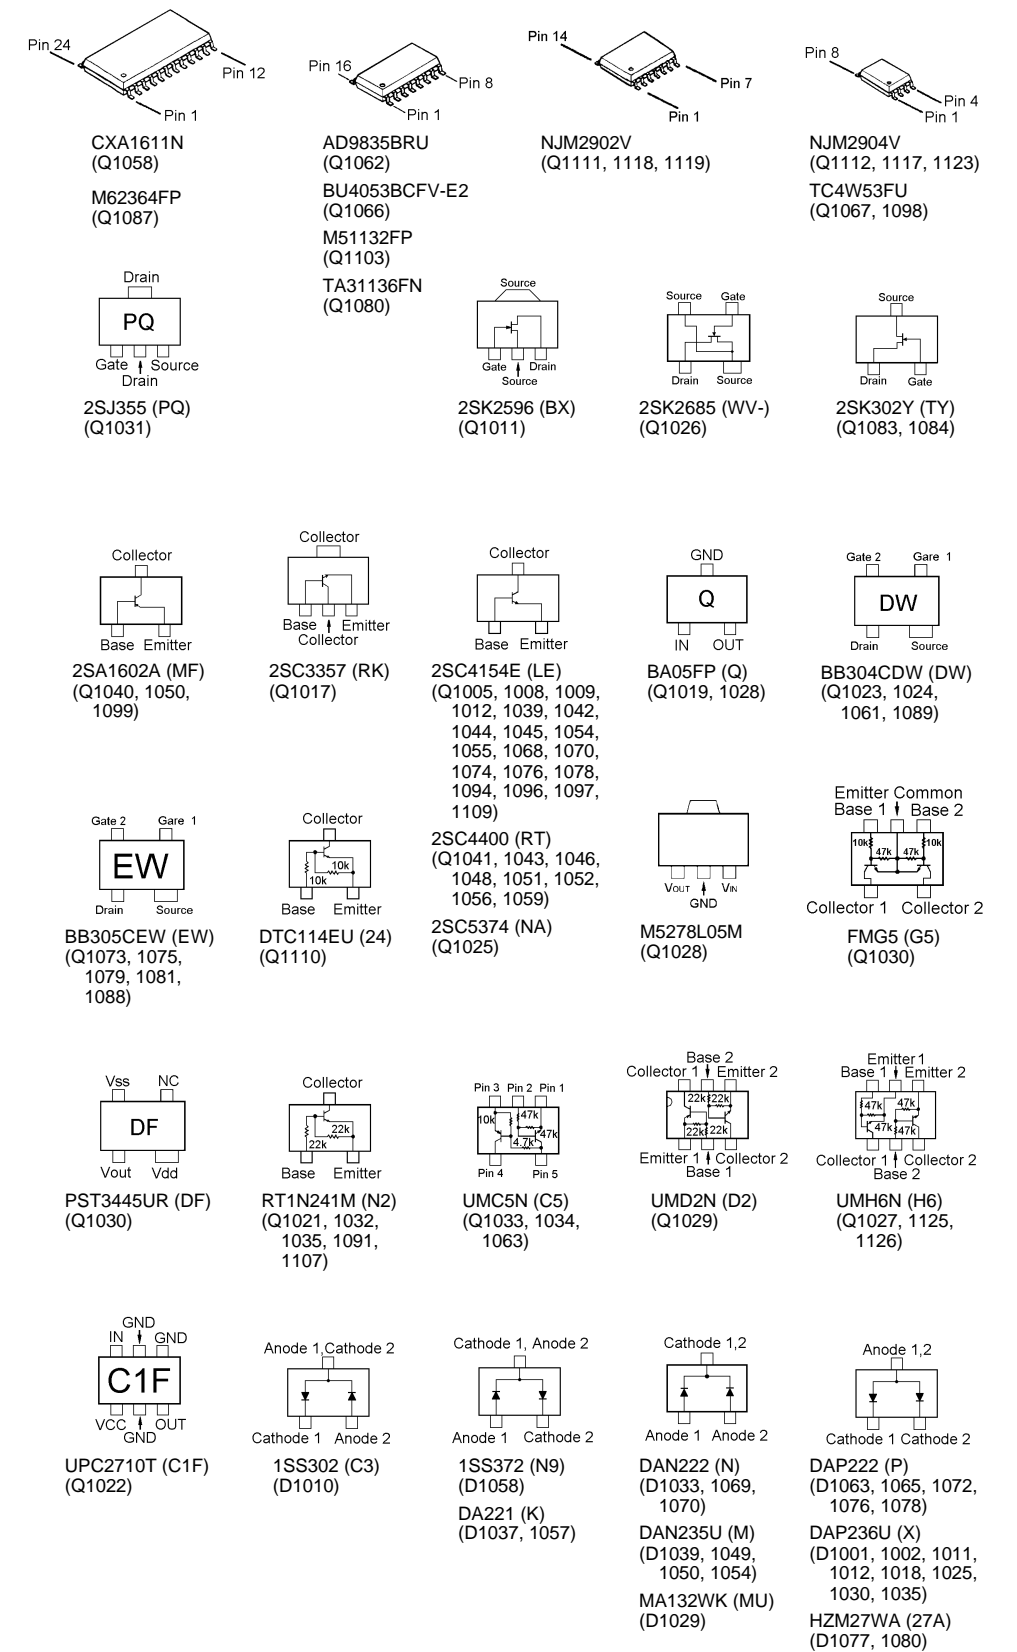 Pin 24
Pin 12
Pin 1
CXA1611N
(Q1058)
M62364FP
(Q1087)
Pin 16
Pin 8
Pin 1
AD9835BRU
(Q1062)
BU4053BCFV-E2
(Q1066)
M51132FP
(Q1103)
TA31136FN
(Q1080)
Pin 14
Pin 7
Pin 1
NJM2902V
(Q1111, 1118, 1119)
Pin 8
Pin 4
Pin 1
NJM2904V
(Q1112, 1117, 1123)
TC4W53FU
(Q1067, 1098)
Drain
PQ
Gate Source
Drain
2SJ355 (PQ)
(Q1031)
Source
Gate Drain
Source
2SK2596 (BX)
(Q1011)
Source Gate
Drain Source
2SK2685 (WV-)
(Q1026)
Source
Drain Gate
2SK302Y (TY)
(Q1083, 1084)
Collector
Base Emitter
2SA1602A (MF)
(Q1040, 1050,
1099)
Collector
Base Emitter
Collector
2SC3357 (RK)
(Q1017)
Collector
Base Emitter
2SC4154E (LE)
(Q1005, 1008, 1009,
1012, 1039, 1042,
1044, 1045, 1054,
1055, 1068, 1070,
1074, 1076, 1078,
1094, 1096, 1097,
1109)
2SC4400 (RT)
(Q1041, 1043, 1046,
1048, 1051, 1052,
1056, 1059)
2SC5374 (NA)
(Q1025)
GND
Q
IN OUT
BA05FP (Q)
(Q1019, 1028)
Gate 2 Gare 1
DW
Drain Source
BB304CDW (DW)
(Q1023, 1024,
1061, 1089)
Gate 2 Gare 1
EW
Drain Source
BB305CEW (EW)
(Q1073, 1075,
1079, 1081,
1088)
Collector
10k
10k
Base Emitter
DTC114EU (24)
(Q1110)
VOUT VIN
GND
M5278L05M
(Q1028)
Emitter Common
Base 1 Base 2
10k 10k
47k 47k
Collector 1 Collector 2
FMG5 (G5)
(Q1030)
Vss NC
DF
Vout Vdd
PST3445UR (DF)
(Q1030)
Collector
22k
22k
Base Emitter
RT1N241M (N2)
(Q1021, 1032,
1035, 1091,
1107)
Pin 3 Pin 2 Pin 1
10k 47k
4.7k 47k
Pin 4 Pin 5
UMC5N (C5)
(Q1033, 1034,
1063)
Base 2
Collector 1 Emitter 2
22k 22k
22k 22k
Emitter 1 Collector 2
Base 1
UMD2N (D2)
(Q1029)
Emitter 1
Base 1 Emitter 2
47k 47k
47k 47k
Collector 1 Collector 2
Base 2
UMH6N (H6)
(Q1027, 1125,
1126)
GND
IN GND
C1F
VCC OUT
GND
UPC2710T (C1F)
(Q1022)
Anode 1,Cathode 2
Cathode 1 Anode 2
1SS302 (C3)
(D1010)
Cathode 1, Anode 2
Anode 1 Cathode 2
1SS372 (N9)
(D1058)
DA221 (K)
(D1037, 1057)
Cathode 1,2
Anode 1 Anode 2
DAN222 (N)
(D1033, 1069,
1070)
DAN235U (M)
(D1039, 1049,
1050, 1054)
MA132WK (MU)
(D1029)
Anode 1,2
Cathode 1 Cathode 2
DAP222 (P)
(D1063, 1065, 1072,
1076, 1078)
DAP236U (X)
(D1001, 1002, 1011,
1012, 1018, 1025,
1030, 1035)
HZM27WA (27A)
(D1077, 1080)